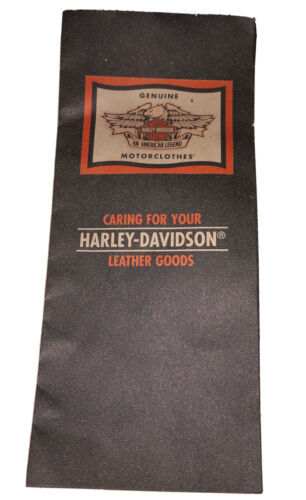 GENUINE
HARLEY-DAVIDSON
AN AMERICAN LEGEND
MOTORCLOTHES®
CARING FOR YOUR
HARLEY-DAVIDSON®
LEATHER GOODS